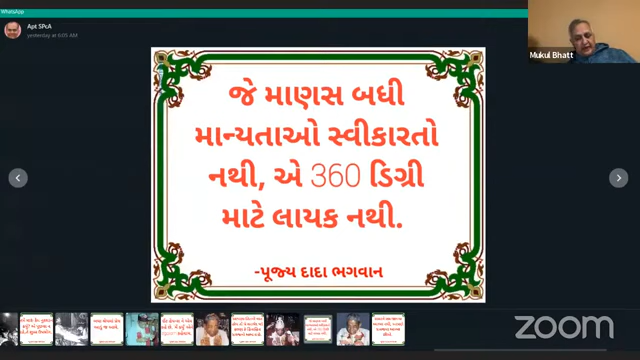 WhatsApp
Apt SPcA
yesterday at 6:05 AM
Mukul Bhatt
જે માણસ બધી
માન્યતાઓ સ્વીકારતો
નથી, એ 360 ડિગ્રી
માટે લાયક નથી.
-પૂજ્ય દાદા ભગવાન
zoom